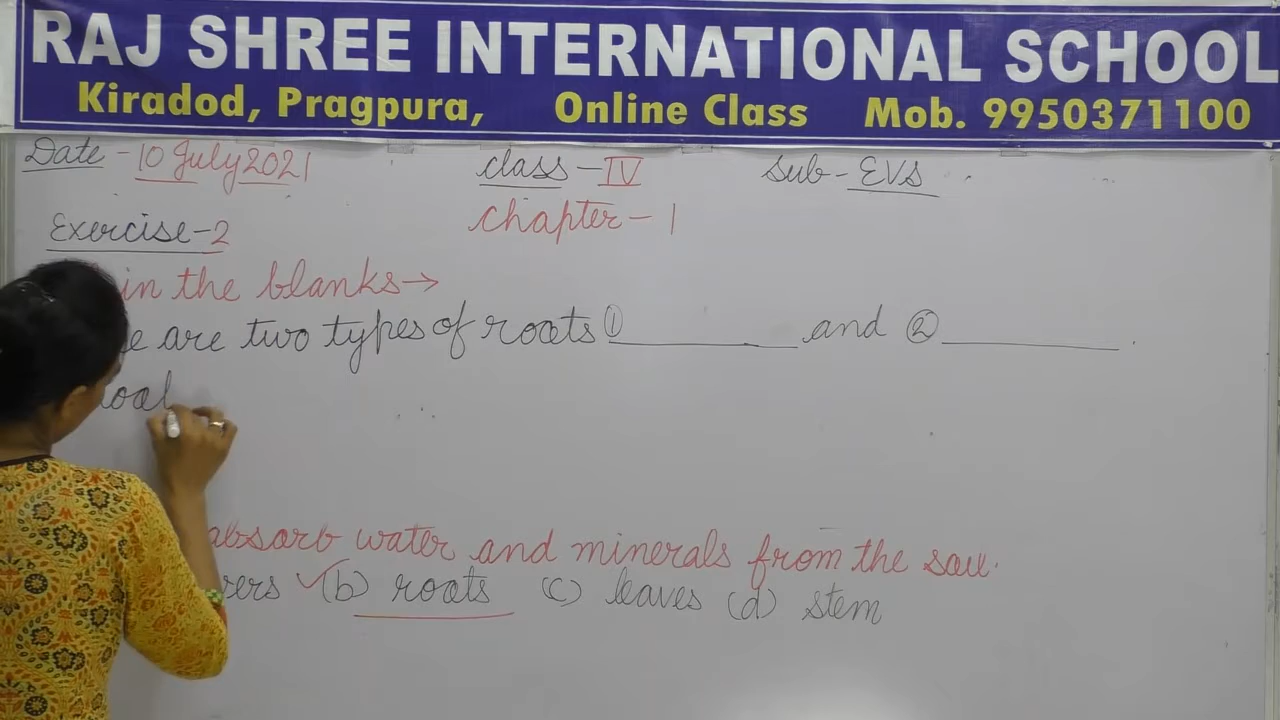 RAJ SHREE INTERNATIONAL SCHOOL
Kiradod, Pragpura, Online Class Mob. 9950371100
Date - 10 July 2021 class - IV Sub - EVS
Chapter - 1
Exercise - 2
in the blanks →
are two types of roots ① ________ and ② ________ .
absorb water and minerals from the soil.
(b) roots (c) leaves (d) stem